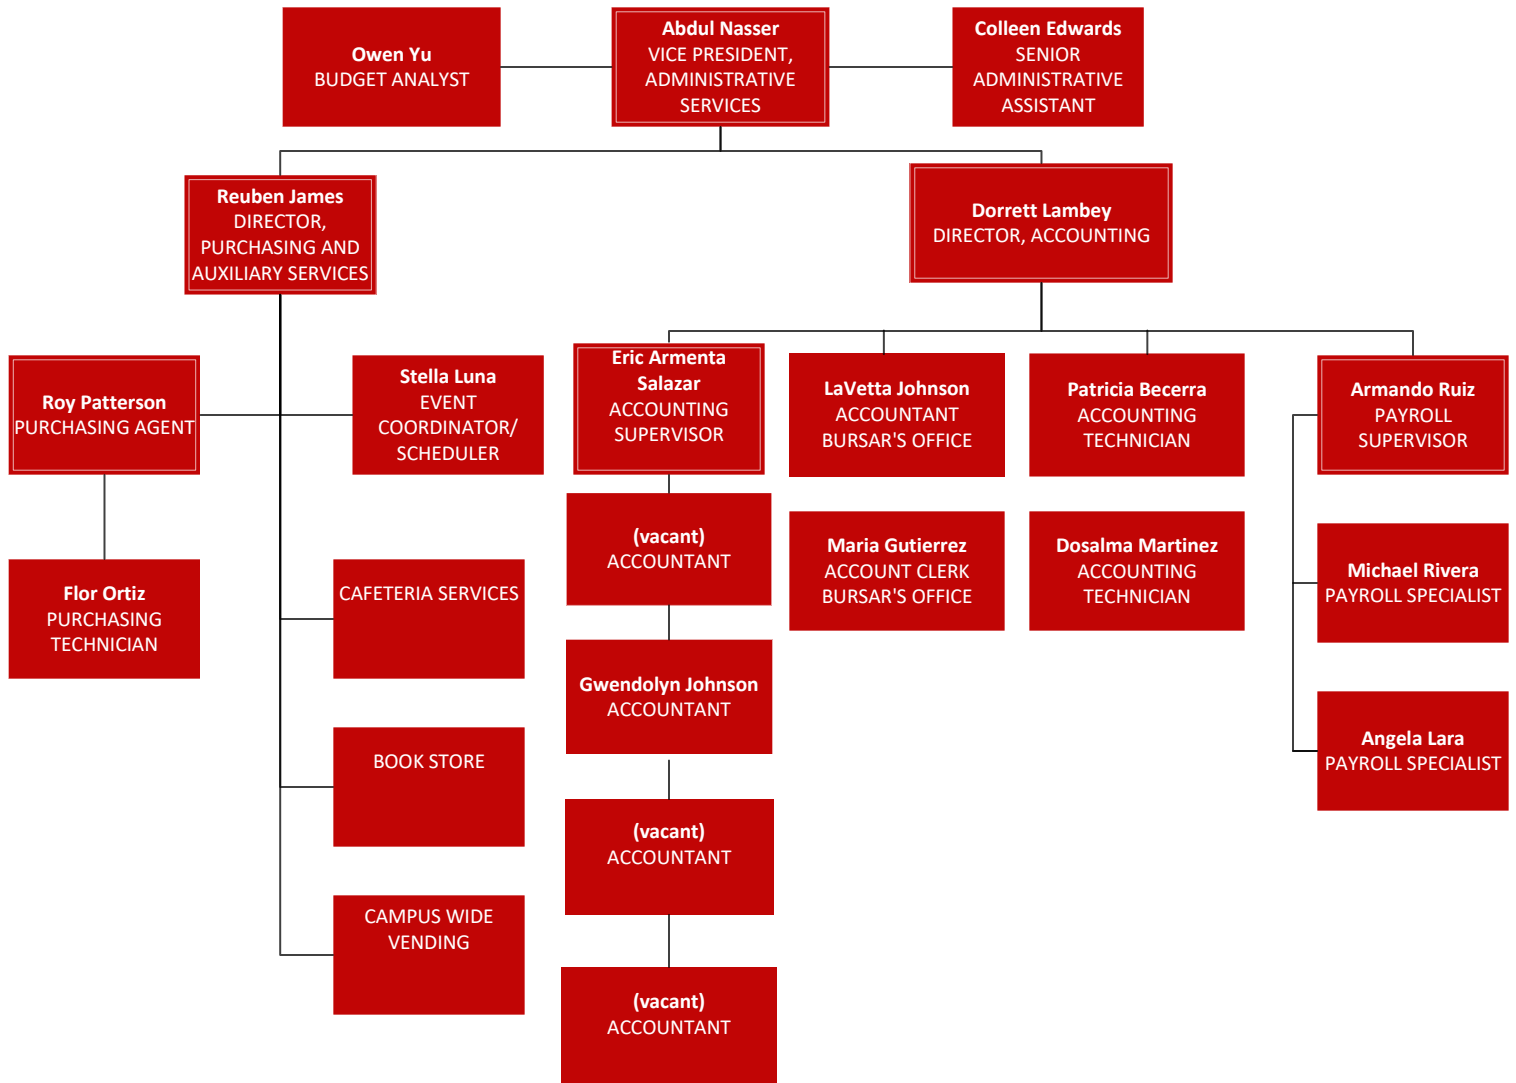 Owen Yu
BUDGET ANALYST
Abdul Nasser
VICE PRESIDENT,
ADMINISTRATIVE
SERVICES
Colleen Edwards
SENIOR
ADMINISTRATIVE
ASSISTANT
Reuben James
DIRECTOR,
PURCHASING AND
AUXILIARY SERVICES
Dorrett Lambey
DIRECTOR, ACCOUNTING
Roy Patterson
PURCHASING AGENT
Stella Luna
EVENT
COORDINATOR/
SCHEDULER
Eric Armenta
Salazar
ACCOUNTING
SUPERVISOR
LaVetta Johnson
ACCOUNTANT
BURSAR'S OFFICE
Patricia Becerra
ACCOUNTING
TECHNICIAN
Armando Ruiz
PAYROLL
SUPERVISOR
Flor Ortiz
PURCHASING
TECHNICIAN
CAFETERIA SERVICES
(vacant)
ACCOUNTANT
Maria Gutierrez
ACCOUNT CLERK
BURSAR'S OFFICE
Dosalma Martinez
ACCOUNTING
TECHNICIAN
Michael Rivera
PAYROLL SPECIALIST
Gwendolyn Johnson
ACCOUNTANT
BOOK STORE
Angela Lara
PAYROLL SPECIALIST
(vacant)
ACCOUNTANT
CAMPUS WIDE
VENDING
(vacant)
ACCOUNTANT